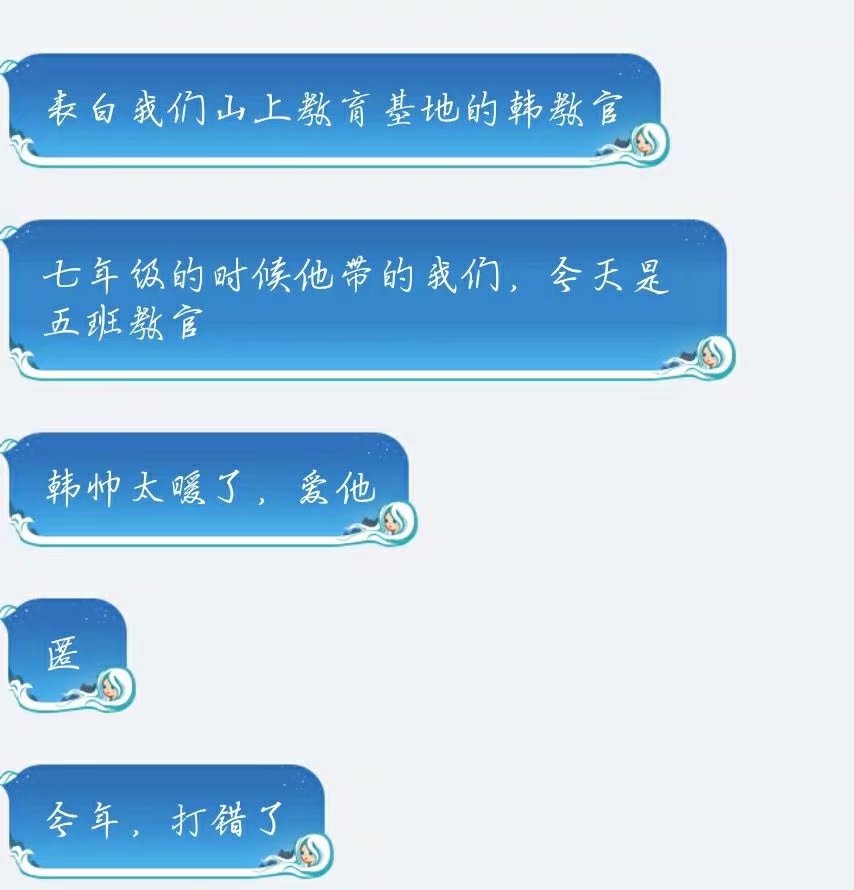 表白我们山上教育基地的韩教官
七年级的时候他带的我们，今天是
五班教官
韩帅太暖了，爱他
匿
今年，打错了